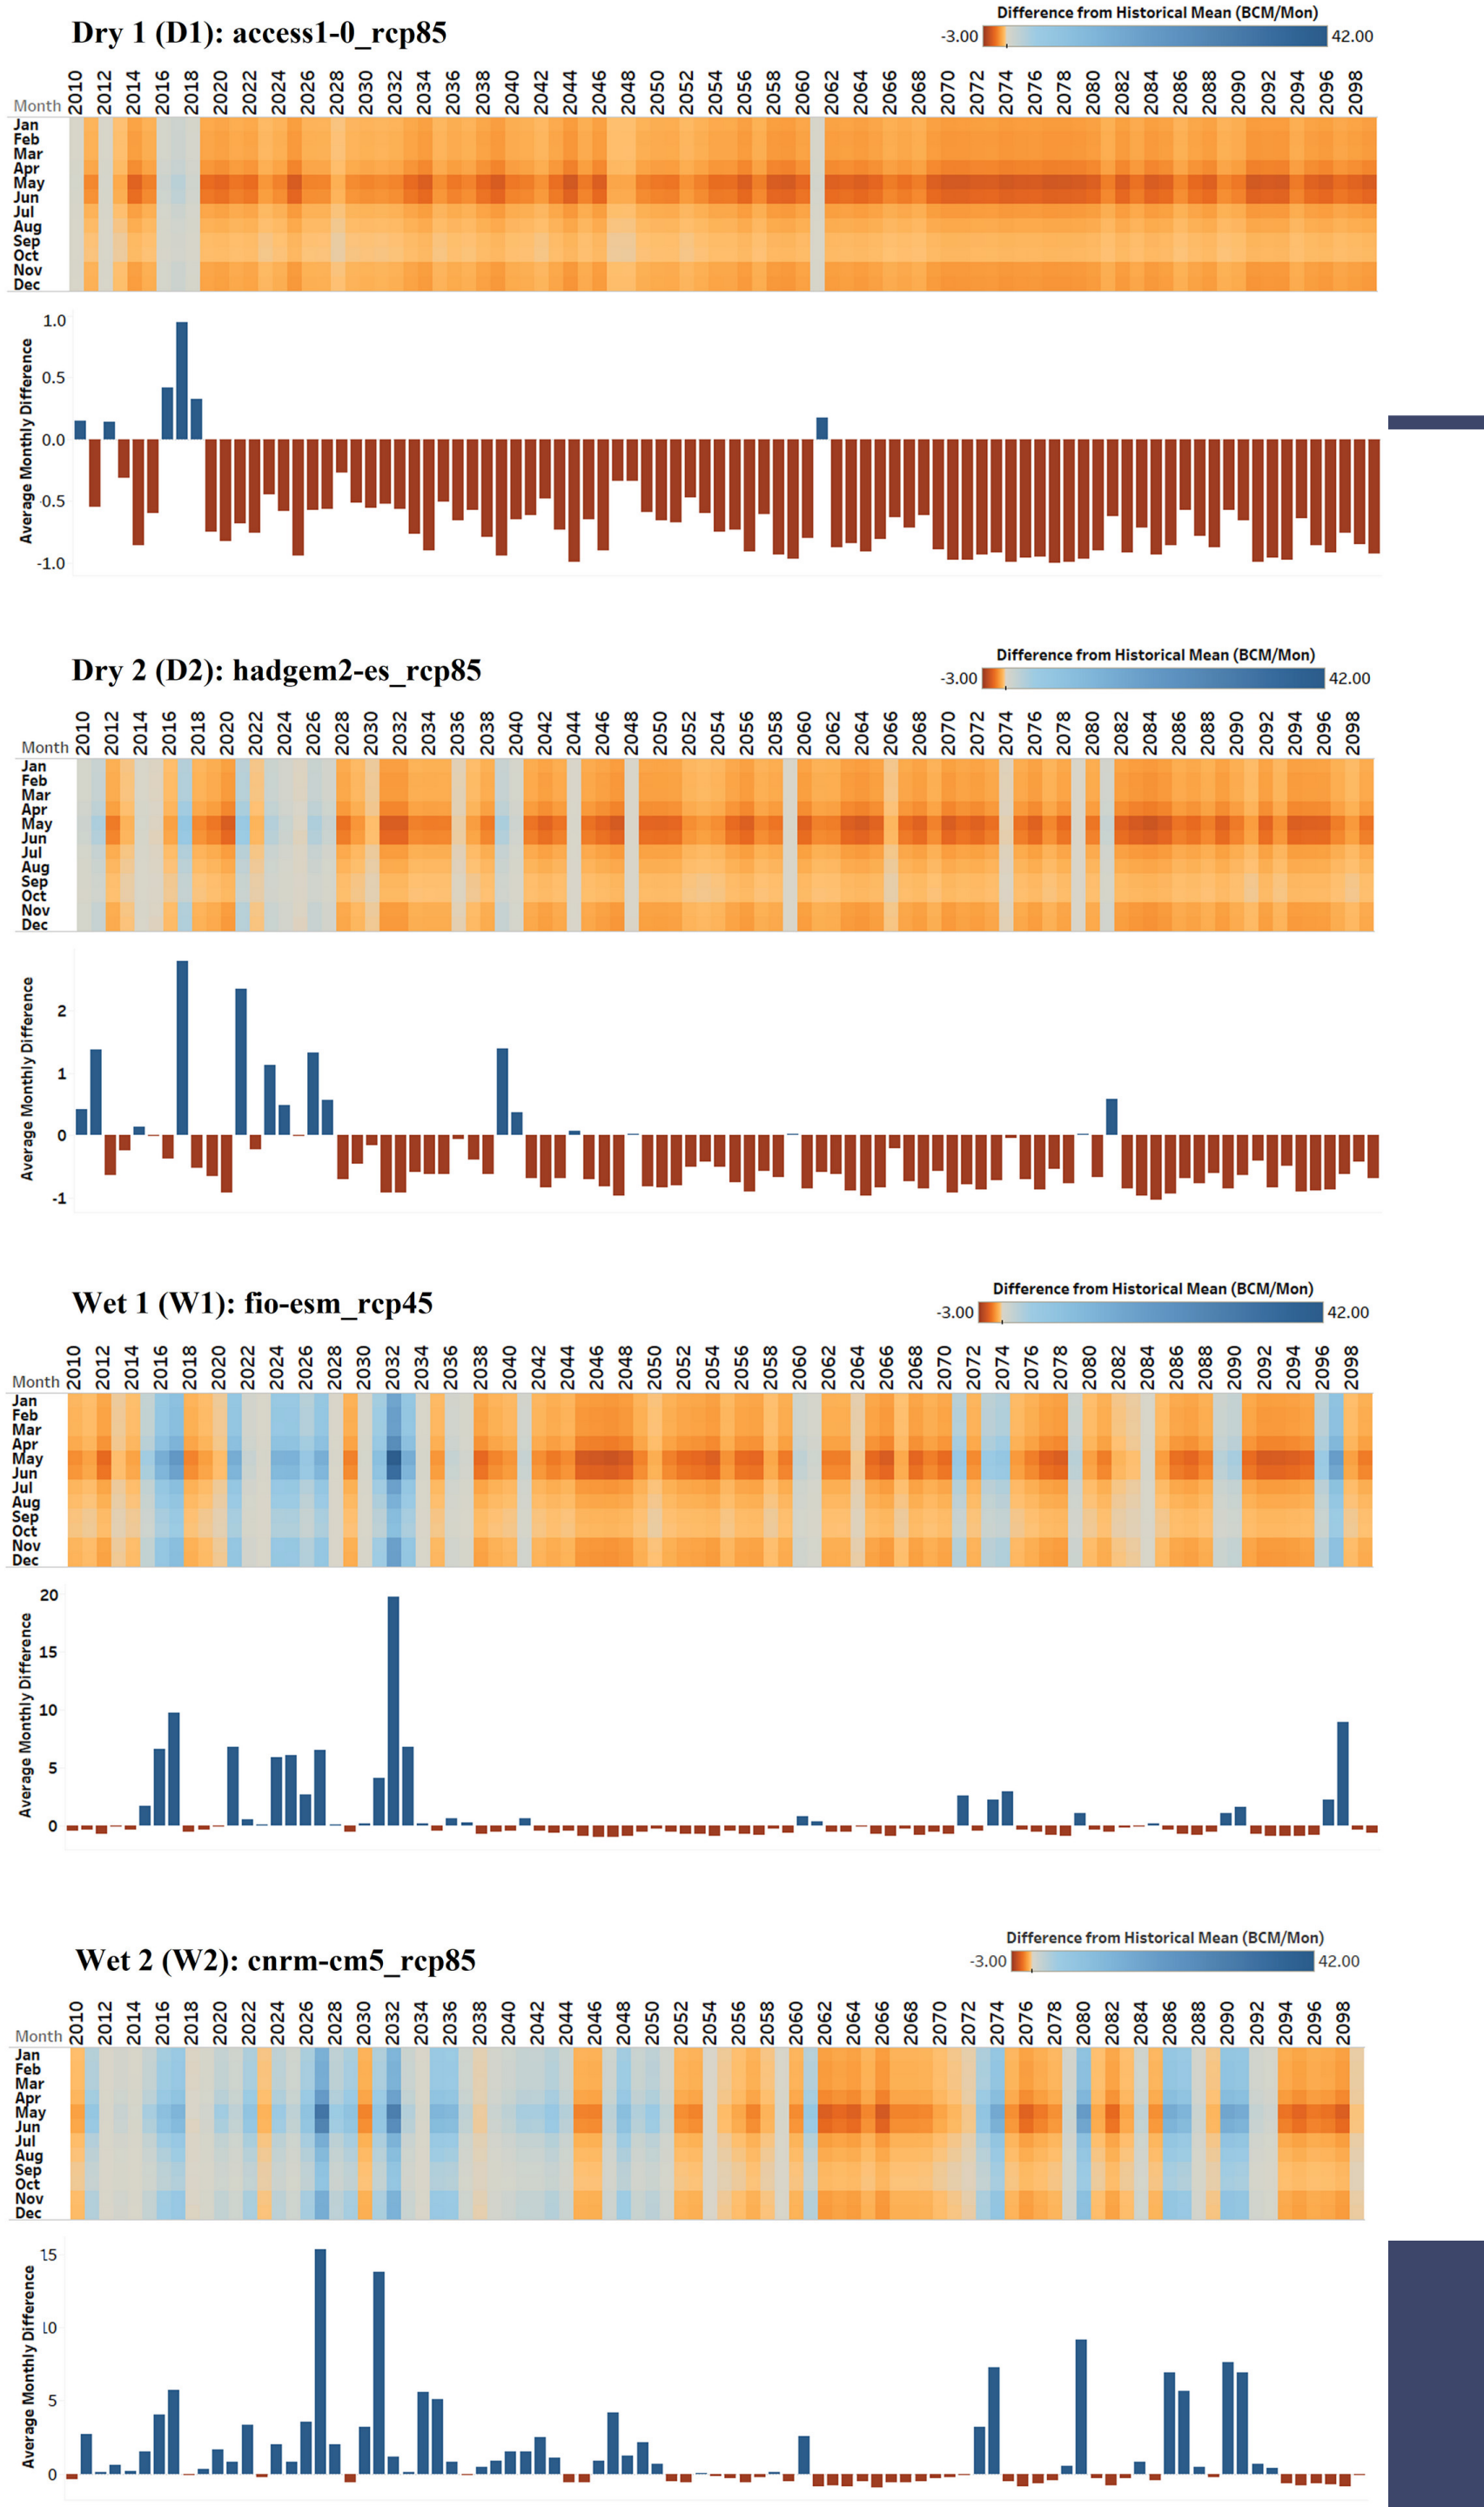 Dry 1 (D1): access1-0_rcp85
Difference from Historical Mean (BCM/Mon)
-3.00 42.00
Month 2010 2012 2014 2016 2018 2020 2022 2024 2026 2028 2030 2032 2034 2036 2038 2040 2042 2044 2046 2048 2050 2052 2054 2056 2058 2060 2062 2064 2066 2068 2070 2072 2074 2076 2078 2080 2082 2084 2086 2088 2090 2092 2094 2096 2098
Jan
Feb
Mar
Apr
May
Jun
Jul
Aug
Sep
Oct
Nov
Dec
Average Monthly Difference
1.0
0.5
0.0
-0.5
-1.0
Dry 2 (D2): hadgem2-es_rcp85
Difference from Historical Mean (BCM/Mon)
-3.00 42.00
Month 2010 2012 2014 2016 2018 2020 2022 2024 2026 2028 2030 2032 2034 2036 2038 2040 2042 2044 2046 2048 2050 2052 2054 2056 2058 2060 2062 2064 2066 2068 2070 2072 2074 2076 2078 2080 2082 2084 2086 2088 2090 2092 2094 2096 2098
Jan
Feb
Mar
Apr
May
Jun
Jul
Aug
Sep
Oct
Nov
Dec
Average Monthly Difference
2
1
0
-1
Wet 1 (W1): fio-esm_rcp45
Difference from Historical Mean (BCM/Mon)
-3.00 42.00
Month 2010 2012 2014 2016 2018 2020 2022 2024 2026 2028 2030 2032 2034 2036 2038 2040 2042 2044 2046 2048 2050 2052 2054 2056 2058 2060 2062 2064 2066 2068 2070 2072 2074 2076 2078 2080 2082 2084 2086 2088 2090 2092 2094 2096 2098
Jan
Feb
Mar
Apr
May
Jun
Jul
Aug
Sep
Oct
Nov
Dec
Average Monthly Difference
20
15
10
5
0
Wet 2 (W2): cnrm-cm5_rcp85
Difference from Historical Mean (BCM/Mon)
-3.00 42.00
Month 2010 2012 2014 2016 2018 2020 2022 2024 2026 2028 2030 2032 2034 2036 2038 2040 2042 2044 2046 2048 2050 2052 2054 2056 2058 2060 2062 2064 2066 2068 2070 2072 2074 2076 2078 2080 2082 2084 2086 2088 2090 2092 2094 2096 2098
Jan
Feb
Mar
Apr
May
Jun
Jul
Aug
Sep
Oct
Nov
Dec
Average Monthly Difference
15
10
5
0